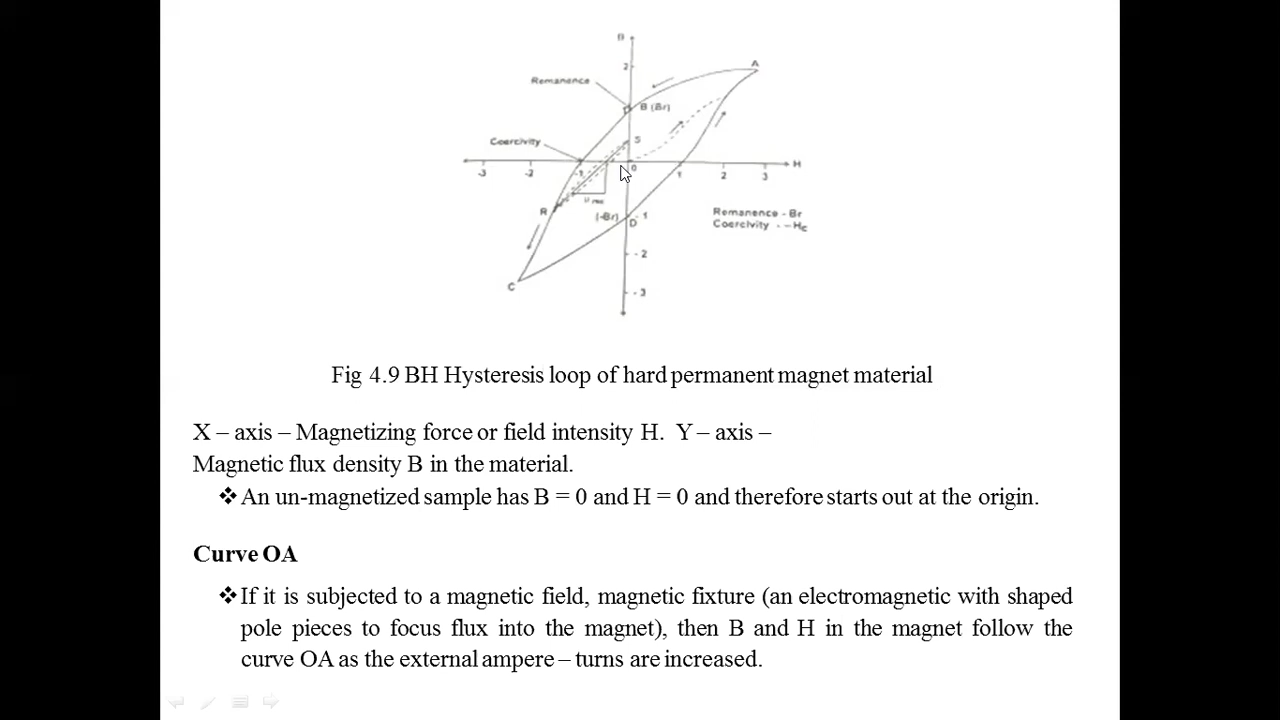 B
2
A
Remanence
B (Br)
Coercivity
S
-3 -2 -1 0 1 2 3 H
R
μ rec
(-Br) D -1
Remanence - Br
Coercivity - -Hc
-2
C
-3
Fig 4.9 BH Hysteresis loop of hard permanent magnet material
X – axis – Magnetizing force or field intensity H. Y – axis –
Magnetic flux density B in the material.
❖ An un-magnetized sample has B = 0 and H = 0 and therefore starts out at the origin.
Curve OA
❖ If it is subjected to a magnetic field, magnetic fixture (an electromagnetic with shaped
pole pieces to focus flux into the magnet), then B and H in the magnet follow the
curve OA as the external ampere – turns are increased.